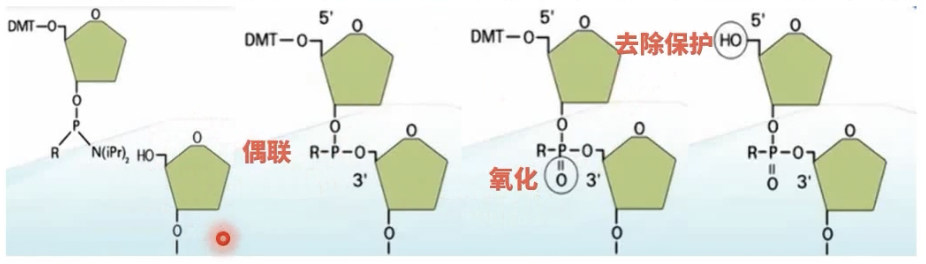 DMT—O
O
O
P
R
N(iPr)₂
HO
O
O
偶联
5'
DMT—O
O
O
O
R—P—O
3'
O
氧化
5'
DMT—O
O
O
O
R—P—O
O
3'
O
去除保护
5'
HO
O
O
O
R—P—O
O
3'
O